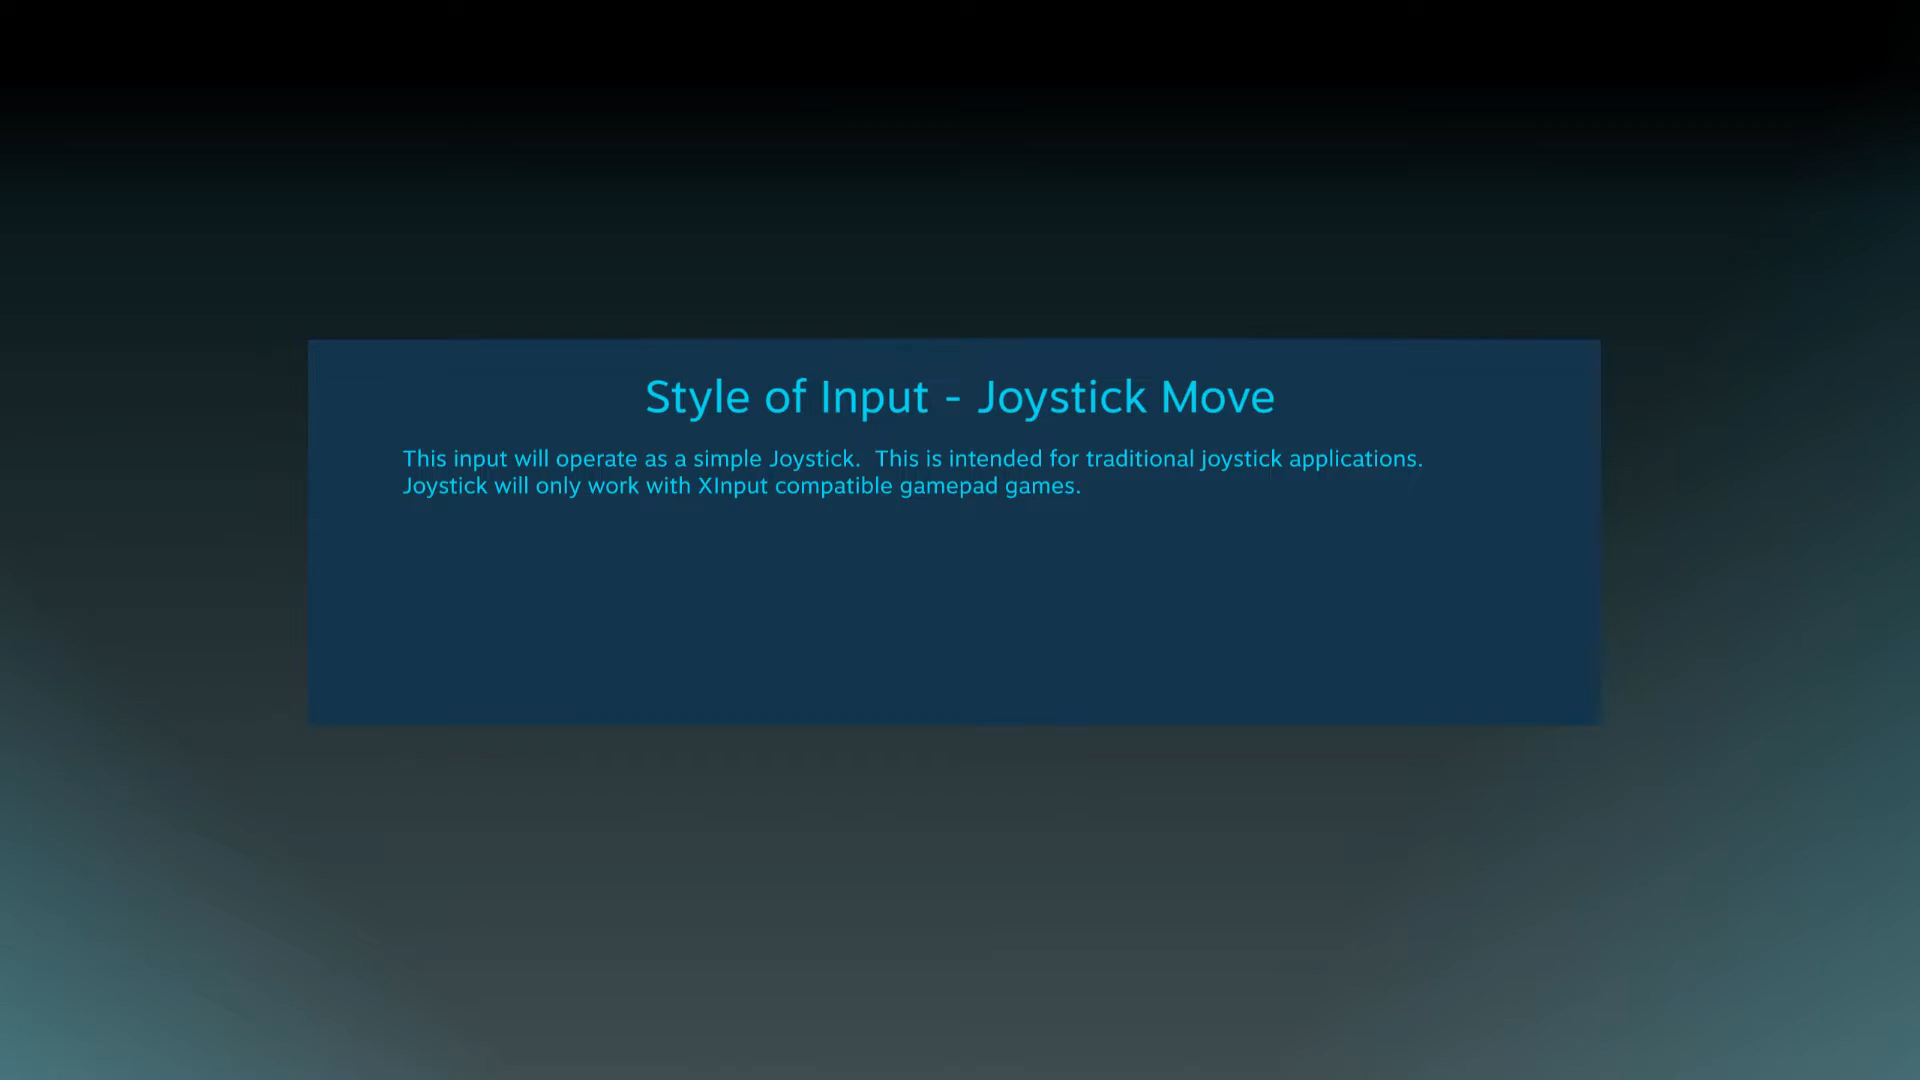 Style of Input - Joystick Move
This input will operate as a simple Joystick.  This is intended for traditional joystick applications.
Joystick will only work with XInput compatible gamepad games.